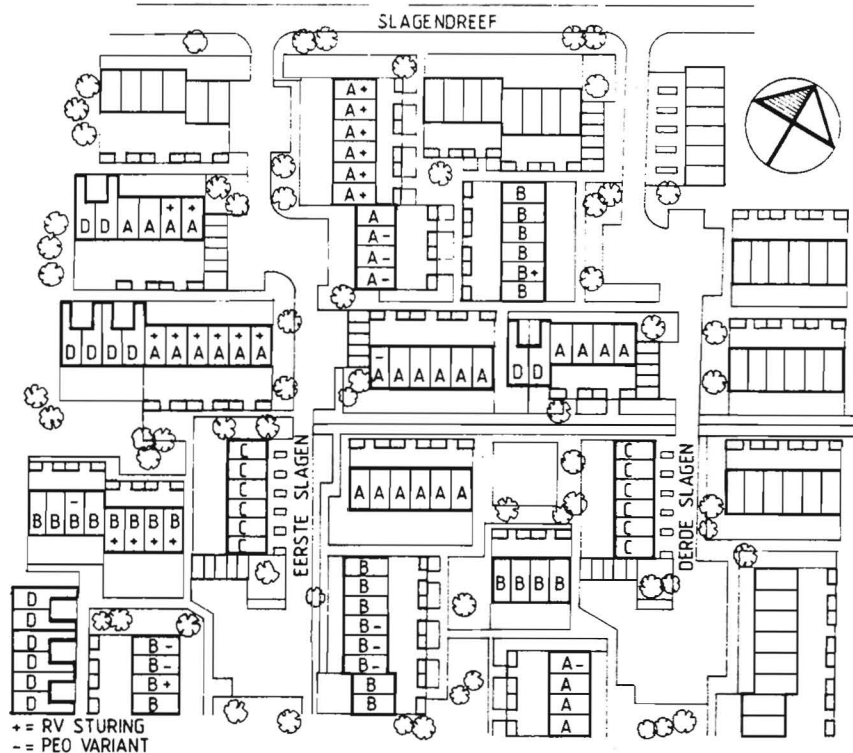 SLAGENDREEF
A+
A+
A+
A+
A+
A+
A
A-
A-
A-
B
B
B
B
B+
B
+ +
D D A A A A
+ + + + + +
D D D D A A A A A A
-
A A A A A A
A A A A
D D
EERSTE SLAGEN
DERDE SLAGEN
C
C
C
C
C
C
A A A A A A
C
C
C
C
C
C
-
B B B B
B B B B
+ + + +
B
B
B
B-
B-
B-
B
B
B B B B
D
D
D
D
D
D
B-
B-
B+
B
A-
A
A
A
+ = RV STURING
- = PEO VARIANT